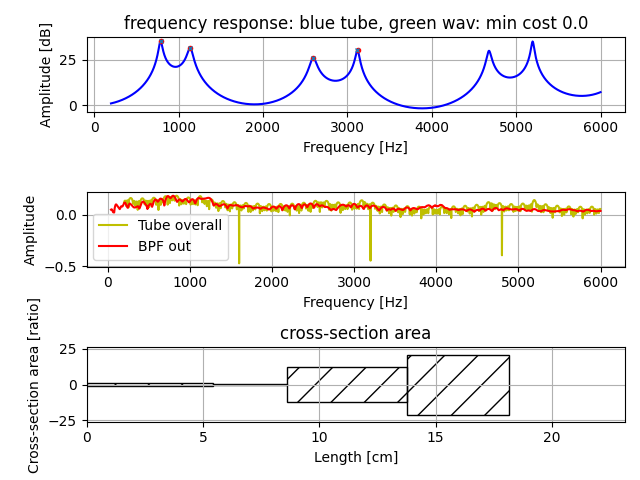 frequency response: blue tube, green wav: min cost 0.0
Amplitude [dB]
25
0
0
1000
2000
3000
4000
5000
6000
Frequency [Hz]
Amplitude
0.0
−0.5
Tube overall
BPF out
0
1000
2000
3000
4000
5000
6000
Frequency [Hz]
cross-section area
Cross-section area [ratio]
25
0
−25
0
5
10
15
20
Length [cm]